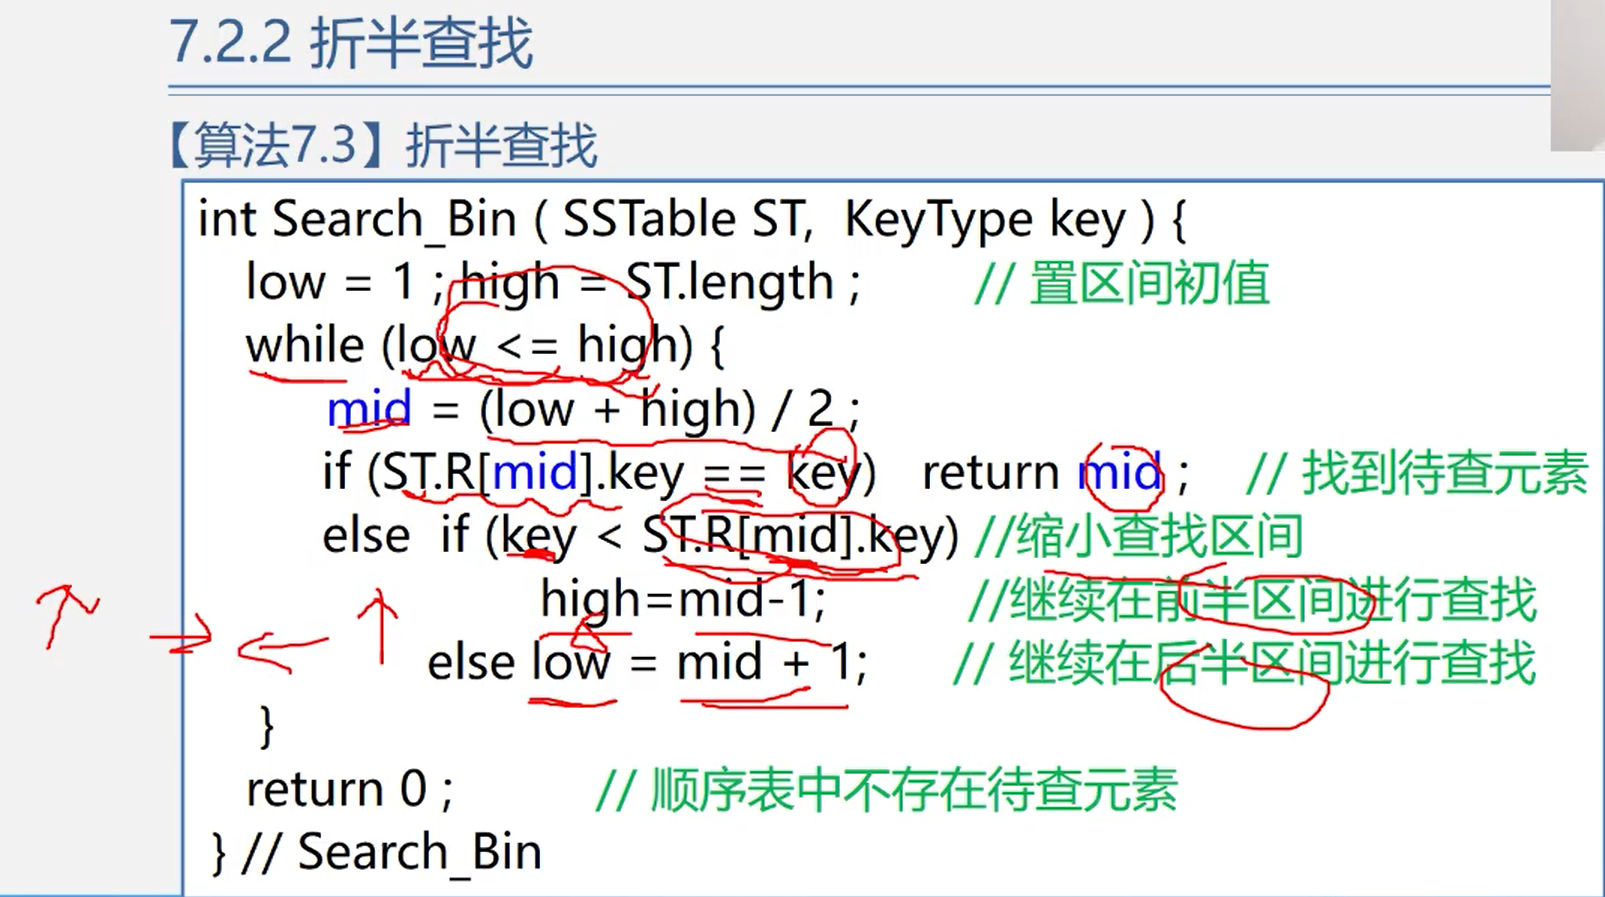 7.2.2 折半查找
【算法7.3】折半查找
int Search_Bin ( SSTable ST,  KeyType key ) {
low = 1 ; high = ST.length ; // 置区间初值
while (low <= high) {
mid = (low + high) / 2 ;
if (ST.R[mid].key == key) return mid ; // 找到待查元素
else if (key < ST.R[mid].key) //缩小查找区间
high=mid-1; //继续在前半区间进行查找
else low = mid + 1; // 继续在后半区间进行查找
}
return 0 ; // 顺序表中不存在待查元素
} // Search_Bin